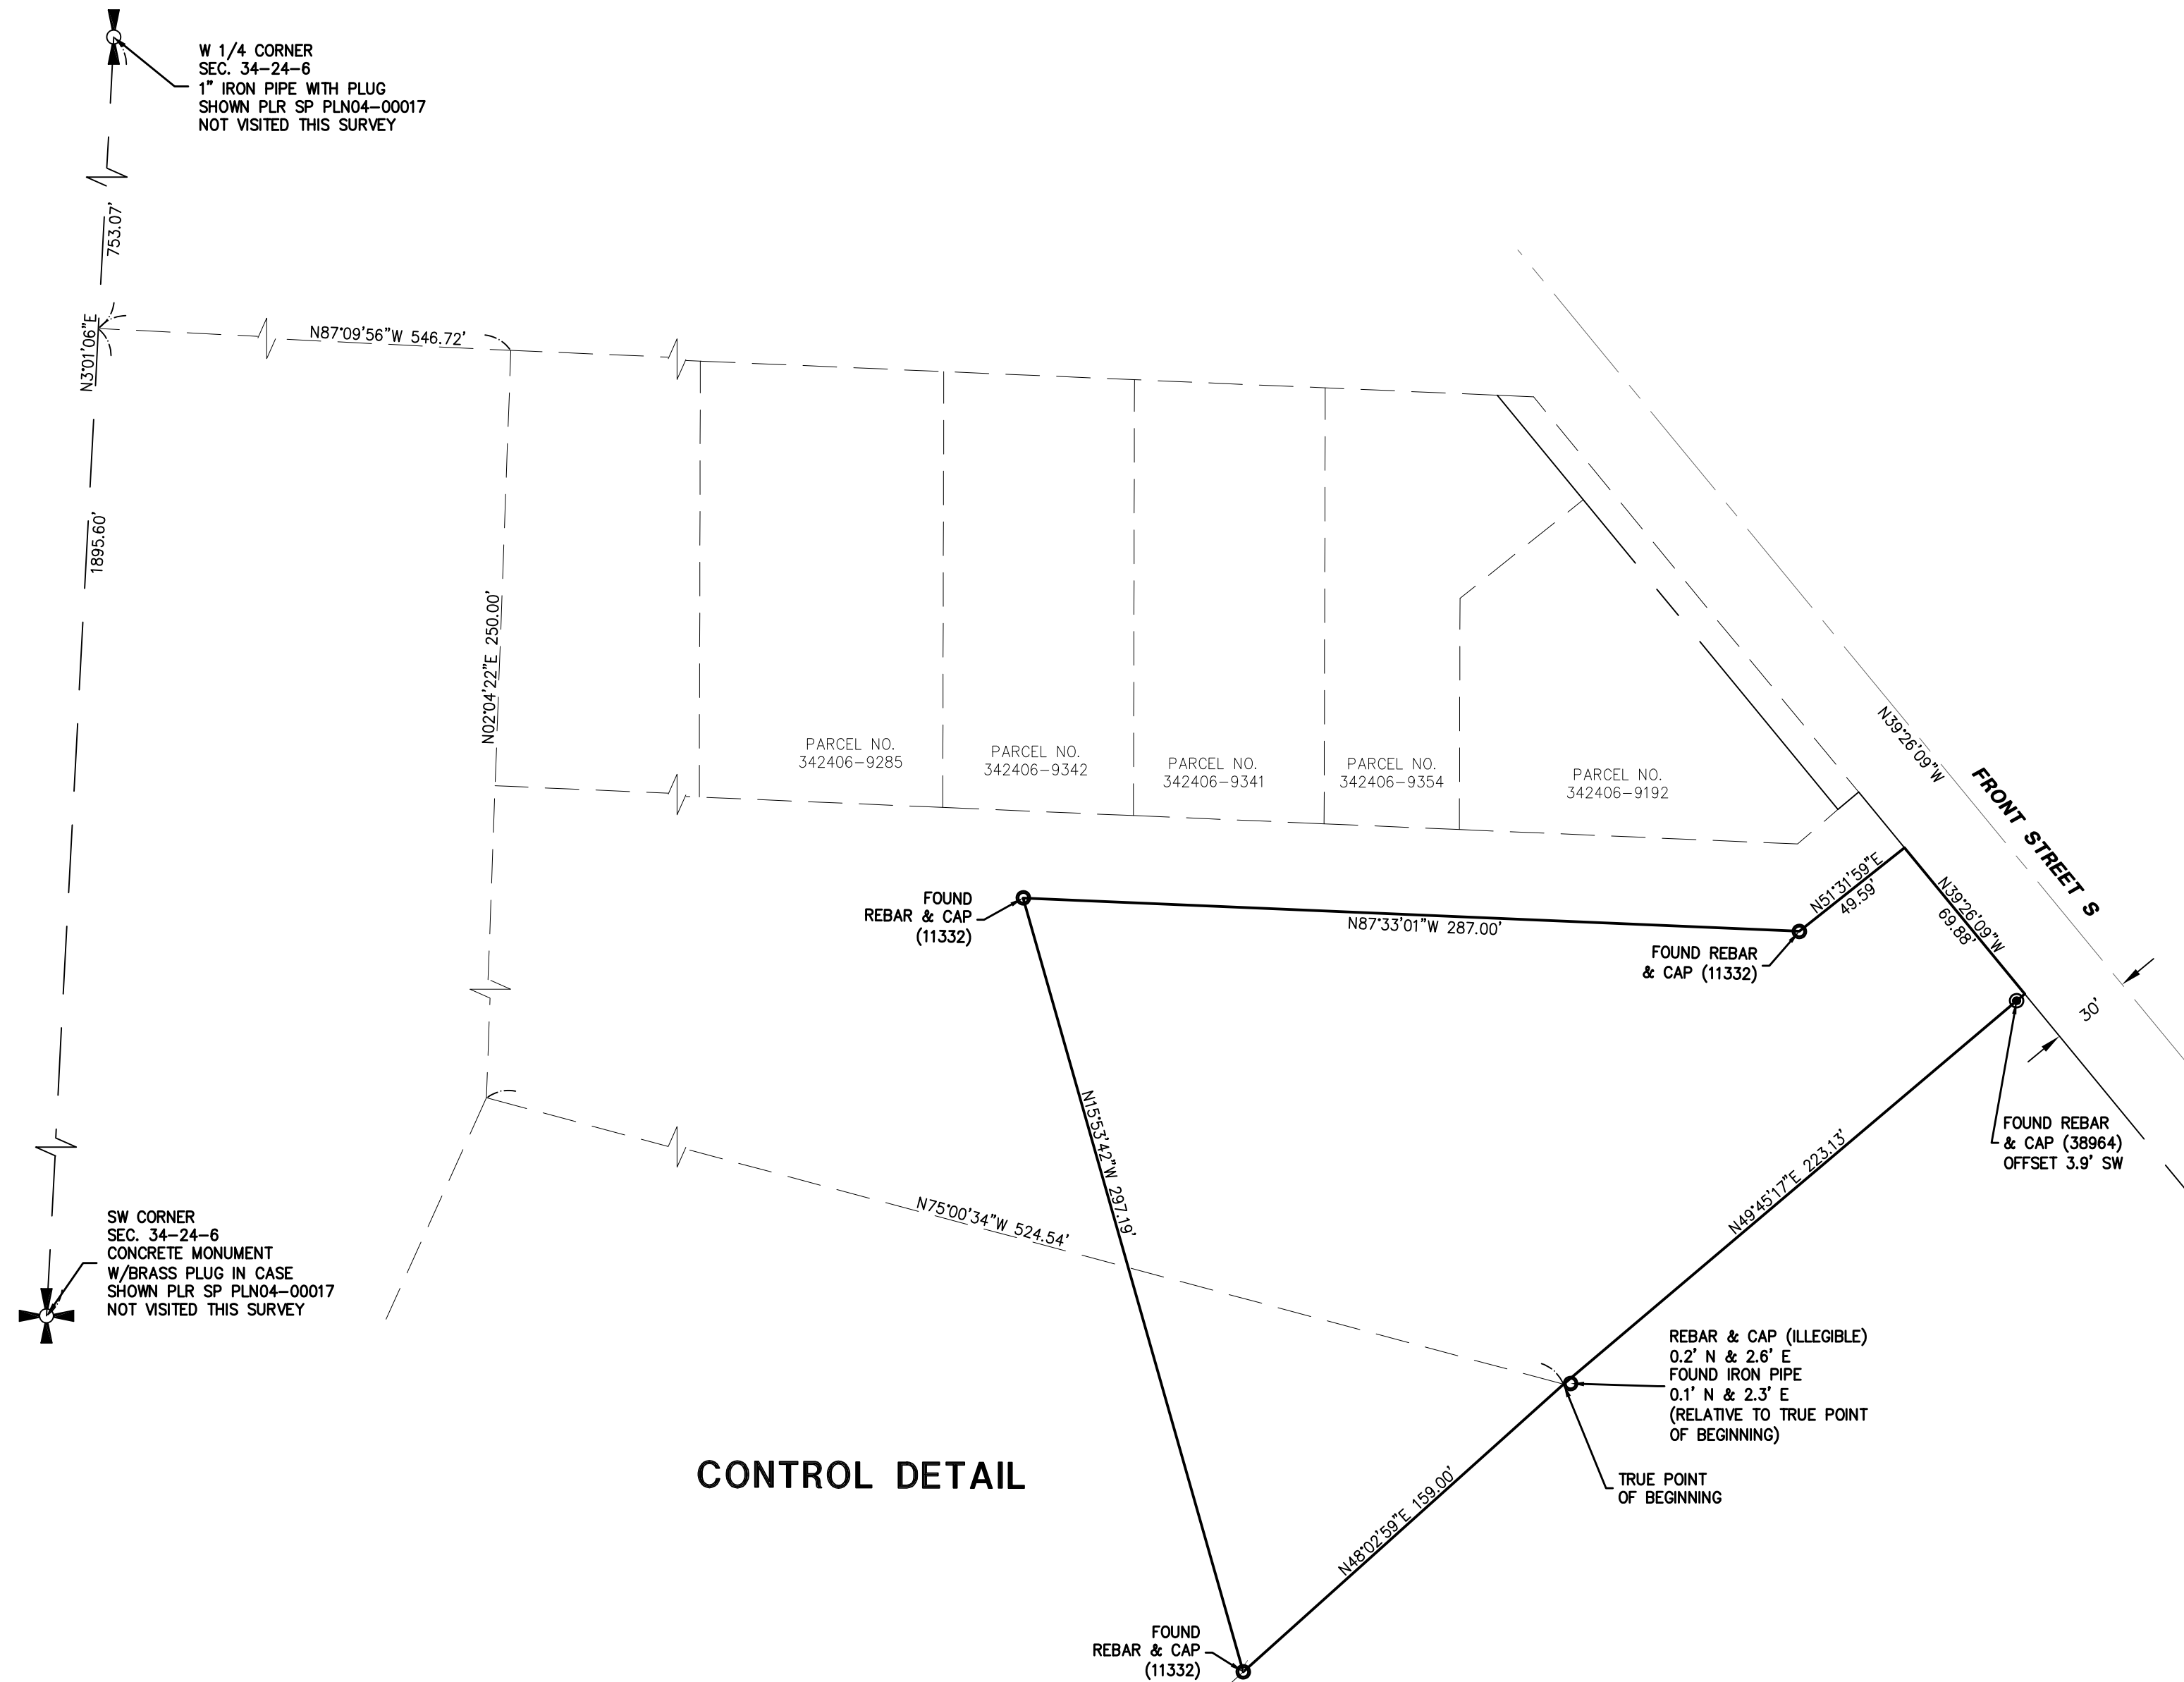 W 1/4 CORNER
SEC. 34-24-6
1" IRON PIPE WITH PLUG
SHOWN PLR SP PLN04-00017
NOT VISITED THIS SURVEY
753.07'
N3°01'06"E
1895.60'
N87°09'56"W 546.72'
N02°04'22"E 250.00'
PARCEL NO.
342406-9285
PARCEL NO.
342406-9342
PARCEL NO.
342406-9341
PARCEL NO.
342406-9354
PARCEL NO.
342406-9192
N39°26'09"W
FRONT STREET S
FOUND
REBAR & CAP
(11332)
N87°33'01"W 287.00'
N51°31'59"E
49.59'
N39°26'09"W
69.88'
FOUND REBAR
& CAP (11332)
30'
FOUND REBAR
& CAP (38964)
OFFSET 3.9' SW
N15°53'42"W 297.19'
N49°45'17"E 223.13'
N75°00'34"W 524.54'
SW CORNER
SEC. 34-24-6
CONCRETE MONUMENT
W/BRASS PLUG IN CASE
SHOWN PLR SP PLN04-00017
NOT VISITED THIS SURVEY
REBAR & CAP (ILLEGIBLE)
0.2' N & 2.6' E
FOUND IRON PIPE
0.1' N & 2.3' E
(RELATIVE TO TRUE POINT
OF BEGINNING)
TRUE POINT
OF BEGINNING
CONTROL DETAIL
N48°02'59"E 159.00'
FOUND
REBAR & CAP
(11332)